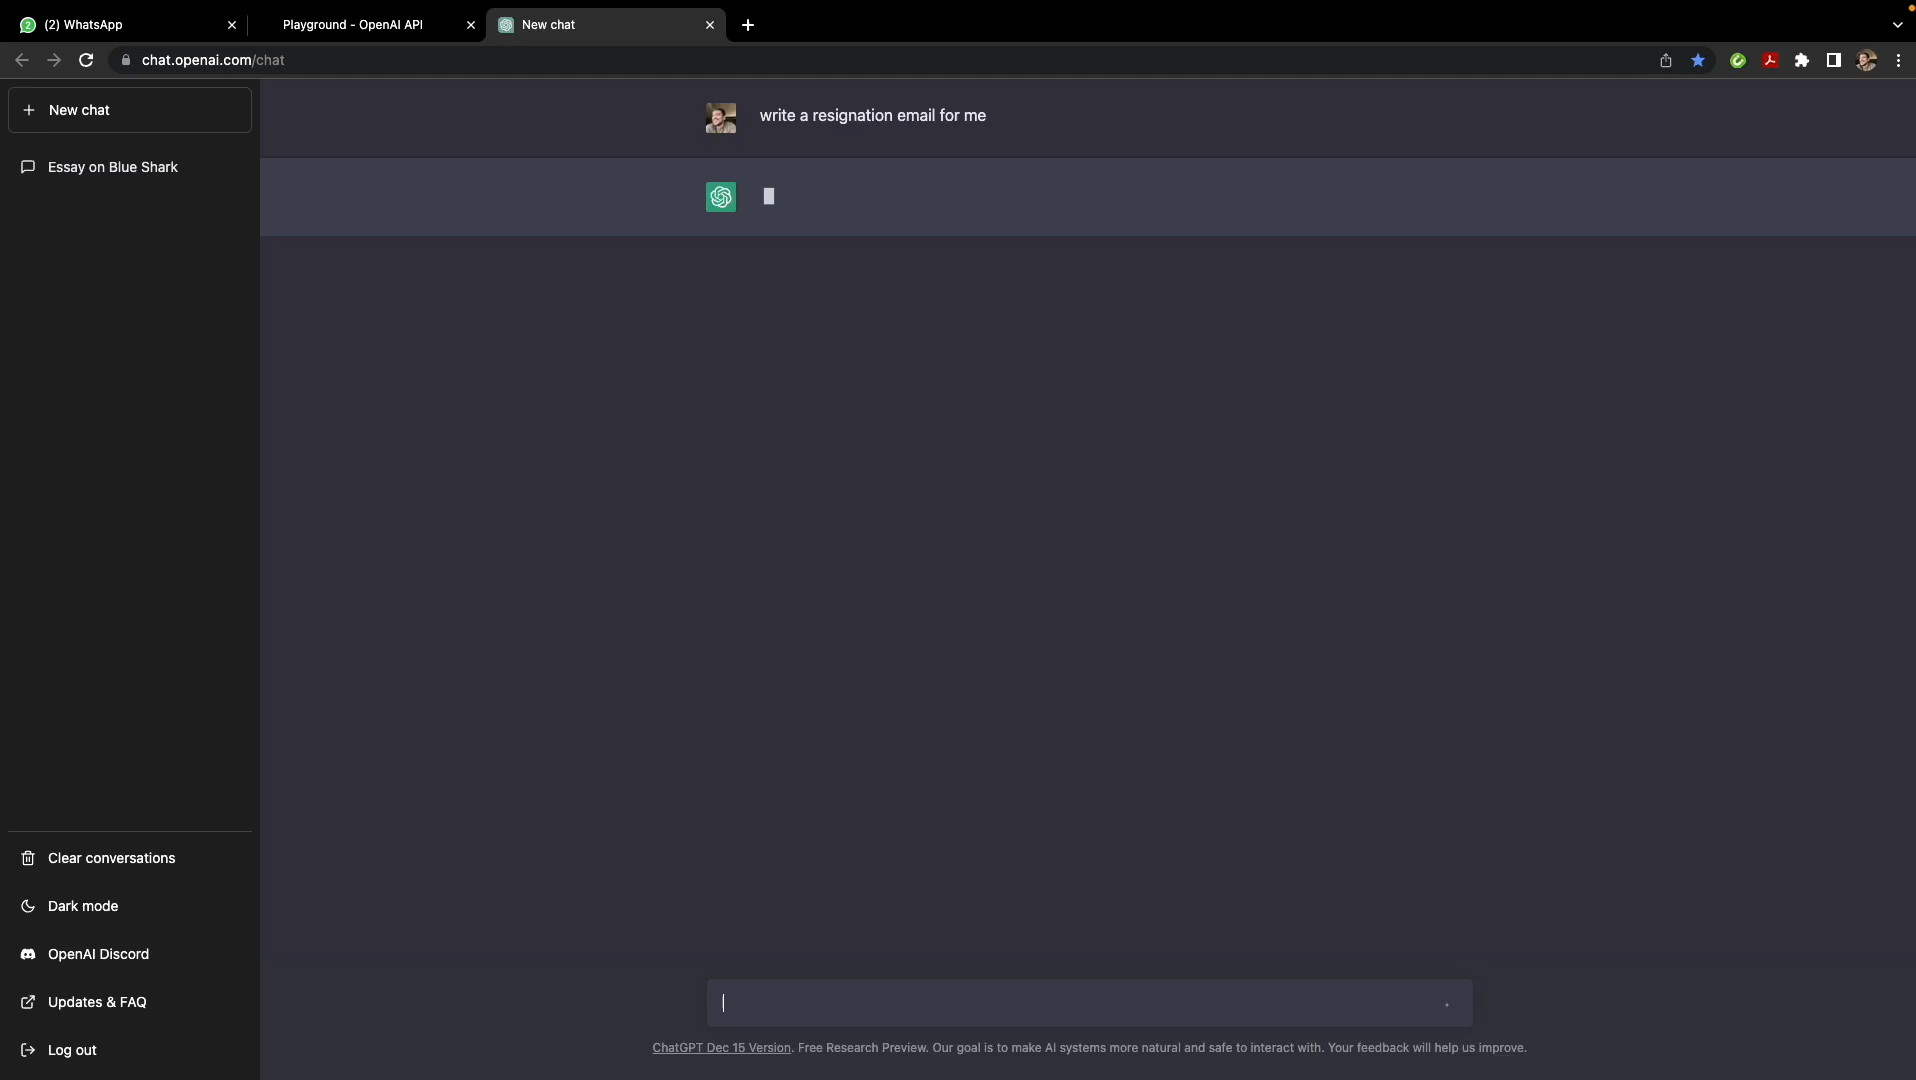 (2) WhatsApp
Playground - OpenAI API
New chat
chat.openai.com/chat
New chat
write a resignation email for me
Essay on Blue Shark
Clear conversations
Dark mode
OpenAI Discord
Updates & FAQ
Log out
ChatGPT Dec 15 Version. Free Research Preview. Our goal is to make AI systems more natural and safe to interact with. Your feedback will help us improve.